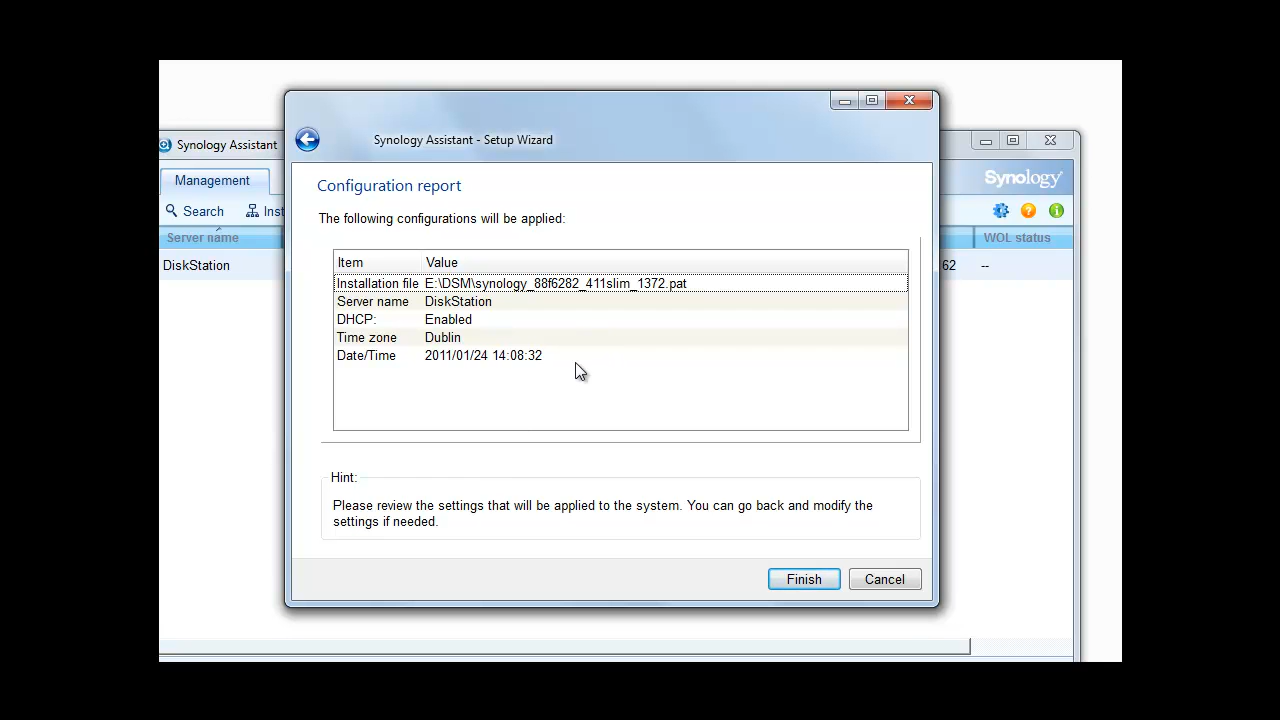 Synology Assistant - Setup Wizard
Synology Assistant
Management
Synology
Search
Inst
Server name
WOL status
DiskStation
62
--
Configuration report
The following configurations will be applied:
Item Value
Installation file E:\DSM\synology_88f6282_411slim_1372.pat
Server name DiskStation
DHCP: Enabled
Time zone Dublin
Date/Time 2011/01/24 14:08:32
Hint:
Please review the settings that will be applied to the system. You can go back and modify the
settings if needed.
Finish Cancel